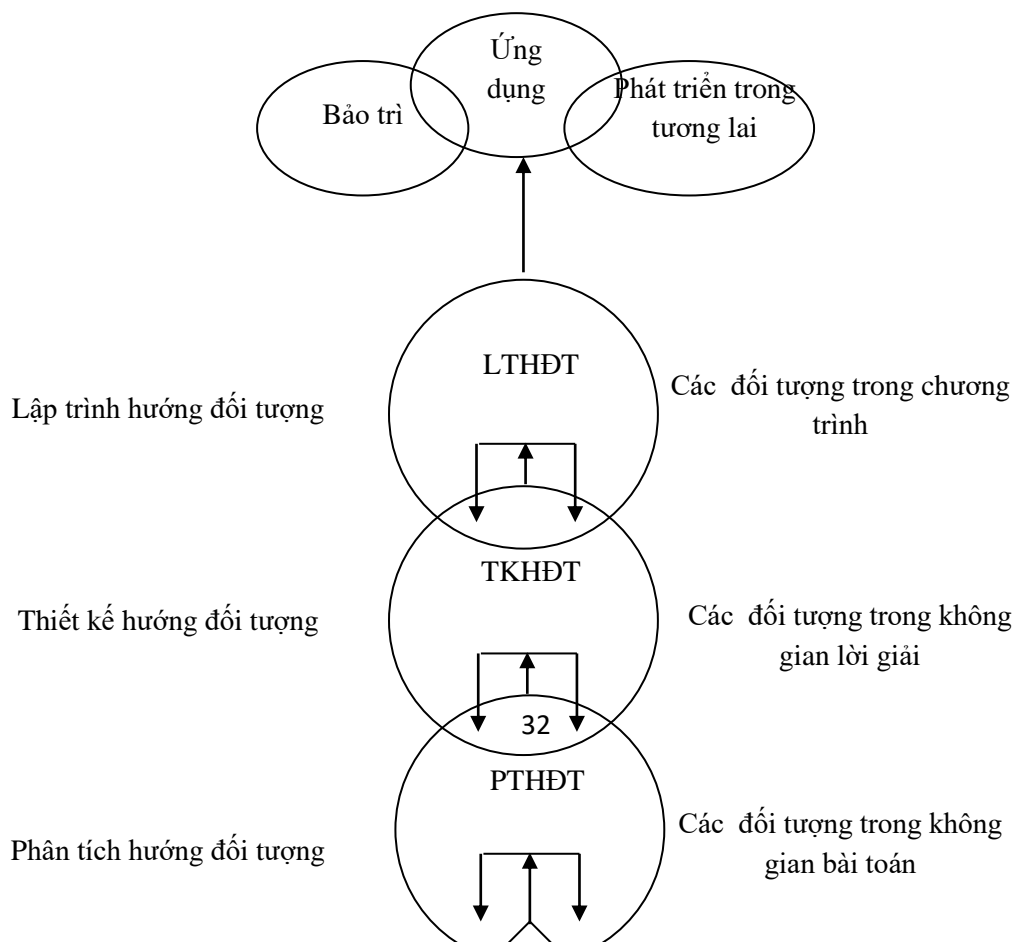 Ứng
dụng
Bảo trì
Phát triển trong
tương lai
LTHĐT
Lập trình hướng đối tượng
Các đối tượng trong chương
trình
TKHĐT
Thiết kế hướng đối tượng
Các đối tượng trong không
gian lời giải
32
PTHĐT
Phân tích hướng đối tượng
Các đối tượng trong không
gian bài toán